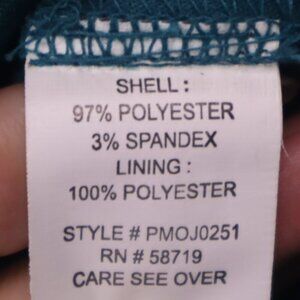 SHELL :
97% POLYESTER
3% SPANDEX
LINING :
100% POLYESTER
STYLE # PMOJ0251
RN # 58719
CARE SEE OVER